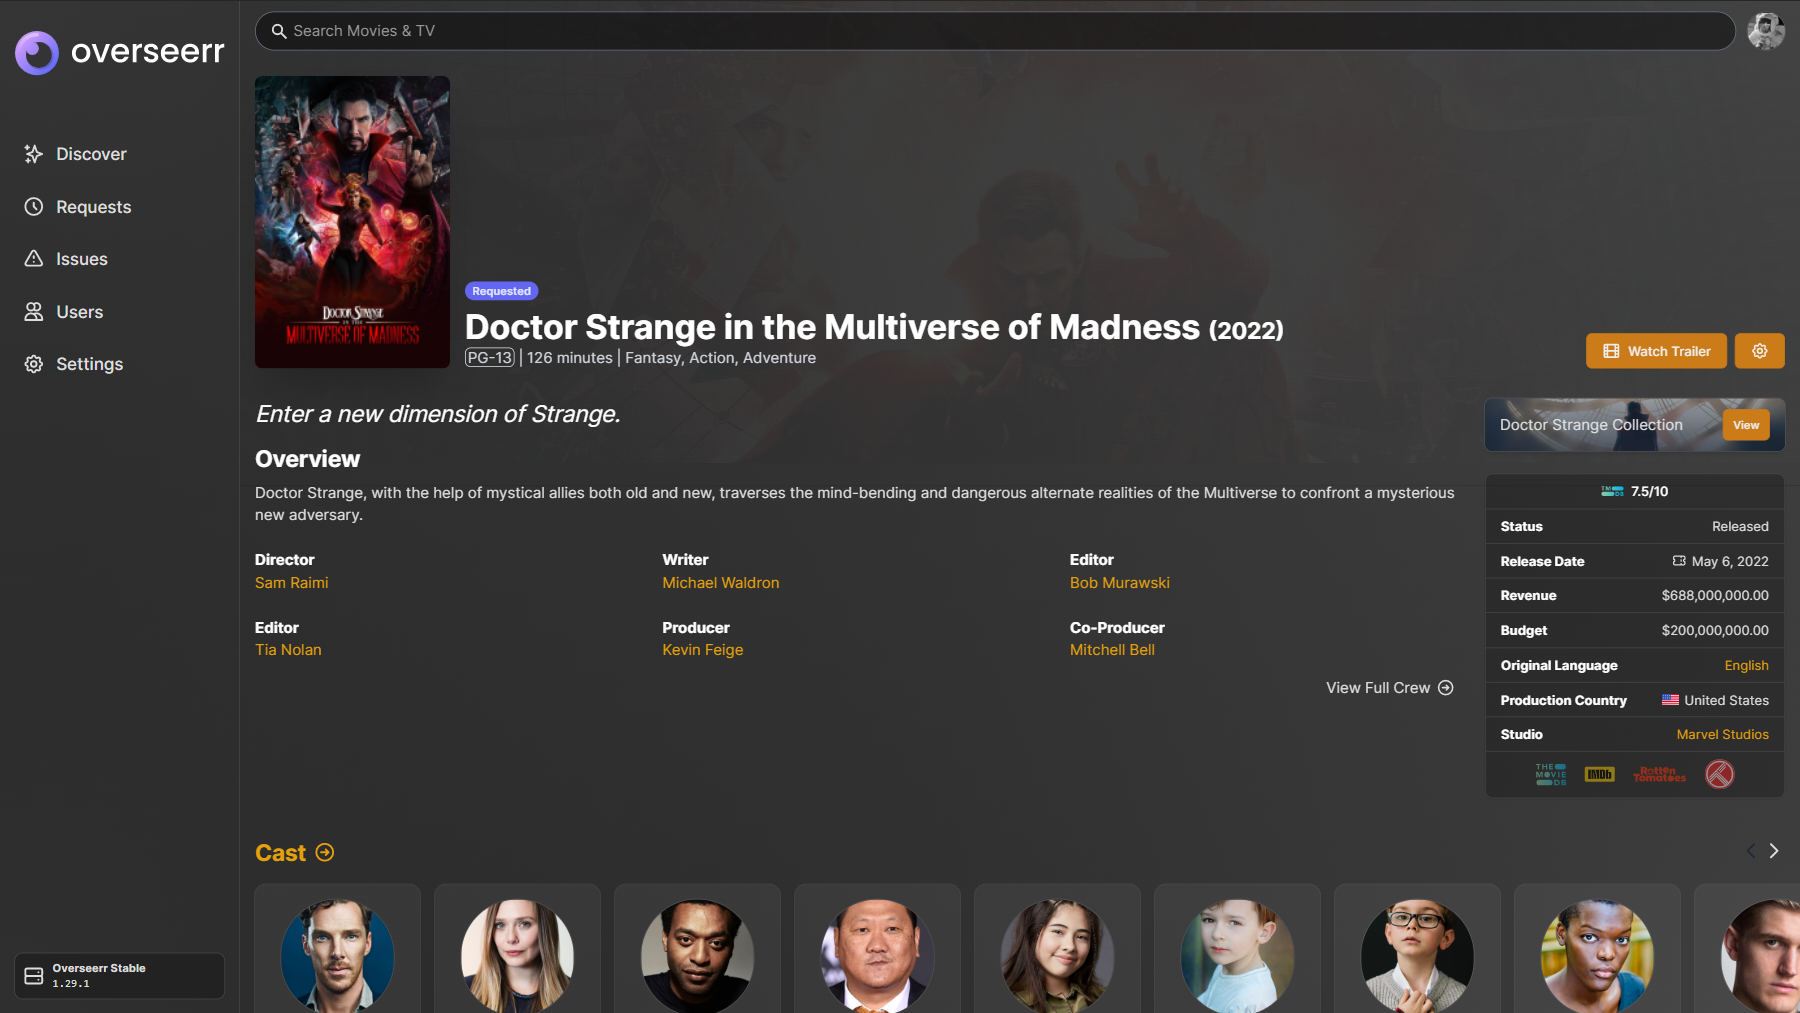 overseerr
Search Movies & TV
Discover
Requests
Issues
Users
Settings
DOCTOR STRANGE
IN THE
MULTIVERSE OF MADNESS
Requested
Doctor Strange in the Multiverse of Madness (2022)
PG-13 | 126 minutes | Fantasy, Action, Adventure
Watch Trailer
Enter a new dimension of Strange.
Overview
Doctor Strange, with the help of mystical allies both old and new, traverses the mind-bending and dangerous alternate realities of the Multiverse to confront a mysterious
new adversary.
Director
Sam Raimi
Writer
Michael Waldron
Editor
Bob Murawski
Editor
Tia Nolan
Producer
Kevin Feige
Co-Producer
Mitchell Bell
View Full Crew
Doctor Strange Collection
View
TMDB 7.5/10
Status Released
Release Date May 6, 2022
Revenue $688,000,000.00
Budget $200,000,000.00
Original Language English
Production Country United States
Studio Marvel Studios
THE
MOVIE
DB
IMDb
Rotten
Tomatoes
Cast
Overseerr Stable
1.29.1